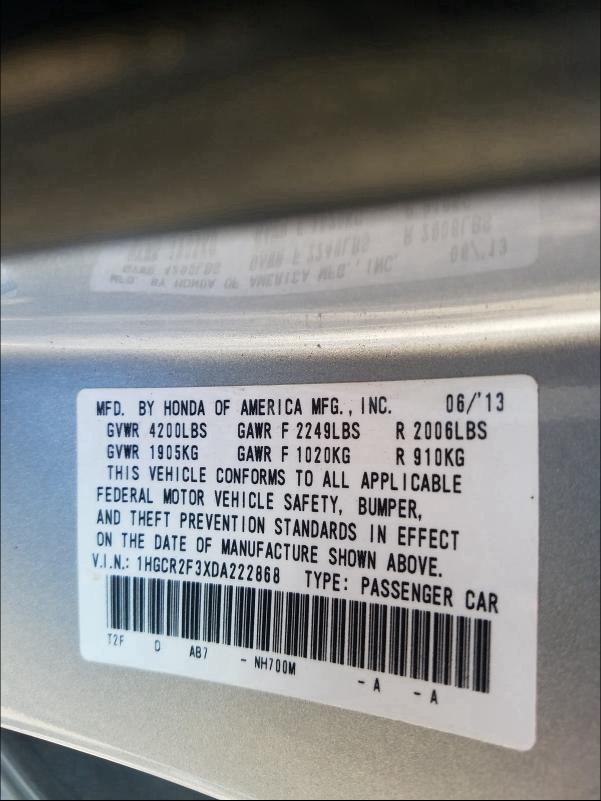 MFD. BY HONDA OF AMERICA MFG., INC. 06/'13
GVWR 4200LBS GAWR F 2249LBS R 2006LBS
GVWR 1905KG GAWR F 1020KG R 910KG
THIS VEHICLE CONFORMS TO ALL APPLICABLE
FEDERAL MOTOR VEHICLE SAFETY, BUMPER,
AND THEFT PREVENTION STANDARDS IN EFFECT
ON THE DATE OF MANUFACTURE SHOWN ABOVE.
V.I.N.: 1HGCR2F3XDA222868 TYPE: PASSENGER CAR
T2F D AB7 - NH700M - A - A